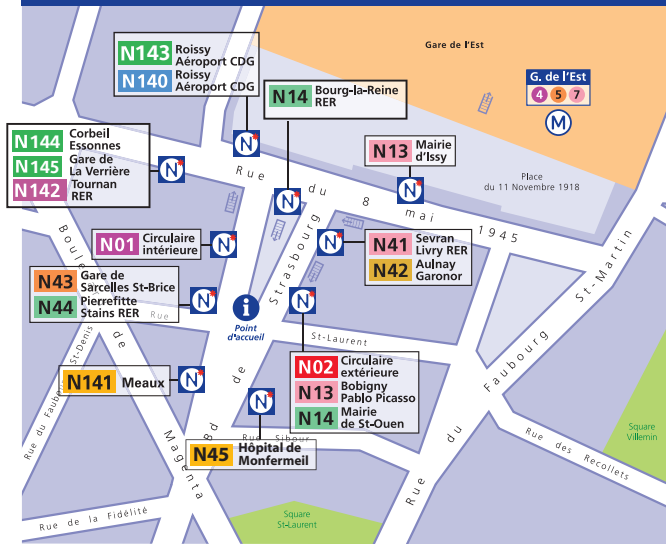 Gare de l'Est
G. de l'Est
4 5 7
M
N143 Roissy
Aéroport CDG
N140 Roissy
Aéroport CDG
N
N14 Bourg-la-Reine
RER
N
N144 Corbeil
Essonnes
N145 Gare de
La Verrière
N142 Tournan
RER
N
N13 Mairie
d'Issy
N
Place
du 11 Novembre 1918
Rue du 8 mai 1945
N01 Circulaire
intérieure
N
N41 Sevran
Livry RER
N42 Aulnay
Garonor
N
N43 Gare de
Sarcelles St-Brice
N44 Pierrefitte
Stains RER
N
i
Point
d'accueil
N
N02 Circulaire
extérieure
N13 Bobigny
Pablo Picasso
N14 Mairie
de St-Ouen
N141 Meaux
N
N
N45 Hôpital de
Monfermeil
Rue St-Laurent
Rue Sibour
Bd de Strasbourg
Boule de Magenta
Rue du Faubou St-Denis
Rue du Faubourg St-Martin
Rue des Recollets
Rue de la Fidélité
Square
Villemin
Square
St-Laurent